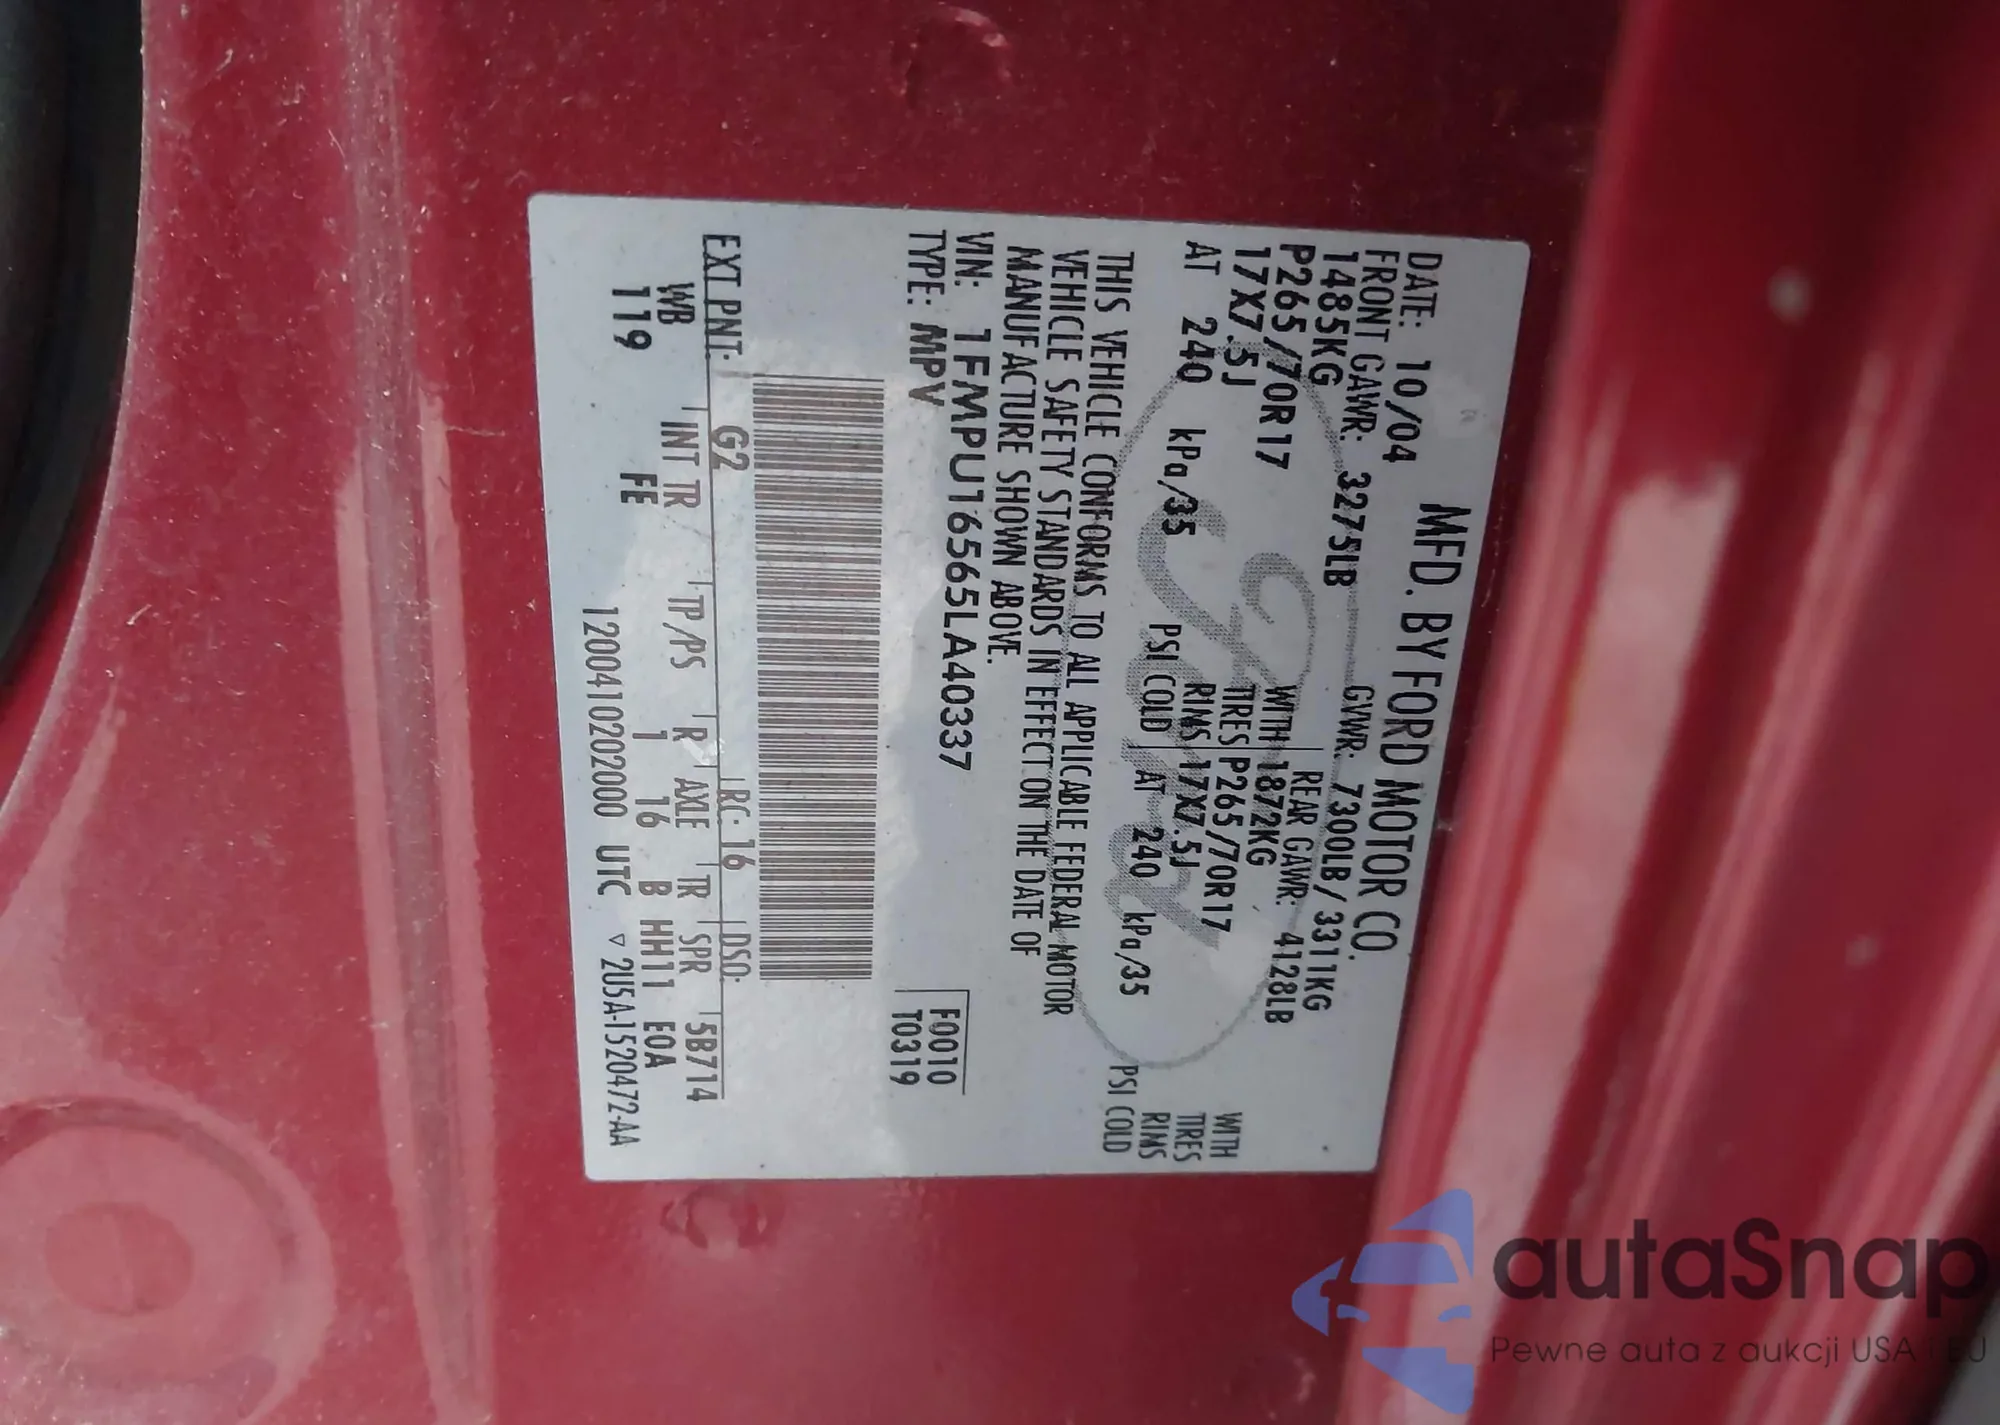 MFD. BY FORD MOTOR CO.
DATE: 10/04 GVWR: 7300LB / 3311KG
FRONT GAWR: 3275LB REAR GAWR: 4128LB
1485KG WITH 1872KG WITH
P265/70R17 TIRES P265/70R17 TIRES
17X7.5J RIMS 17X7.5J RIMS
AT 240 kPa/35 PSI COLD AT 240 kPa/35 PSI COLD
Ford
THIS VEHICLE CONFORMS TO ALL APPLICABLE FEDERAL MOTOR
VEHICLE SAFETY STANDARDS IN EFFECT ON THE DATE OF
MANUFACTURE SHOWN ABOVE.
VIN: 1FMPU16565LA40337 F0010
TYPE: MPV T0319
EXT PNT: G2 RC: 16 DSO:
WB INT TR TP/PS R AXLE TR SPR 5B714
119 FE 1 16 B HH11 E0A
12004102020000 UTC ▽ 2U5A-1520472-AA
autaSnap
Pewne auta z aukcji USA i EU